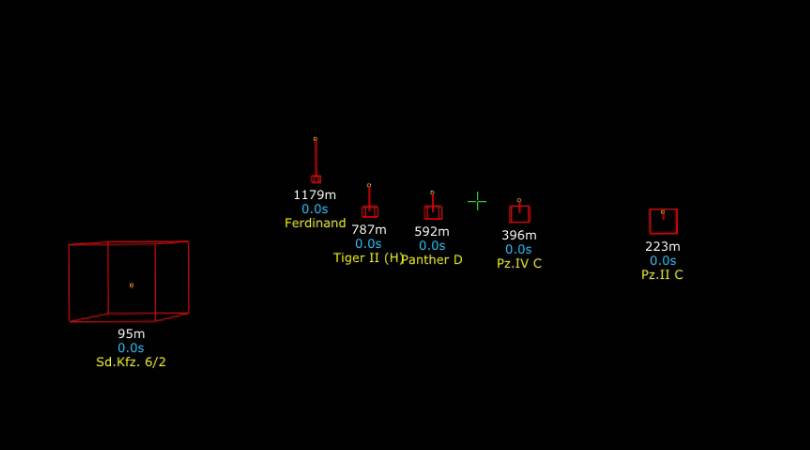 1179m
0.0s
Ferdinand
787m
0.0s
Tiger II (H)
592m
0.0s
Panther D
396m
0.0s
Pz.IV C
223m
0.0s
Pz.II C
95m
0.0s
Sd.Kfz. 6/2